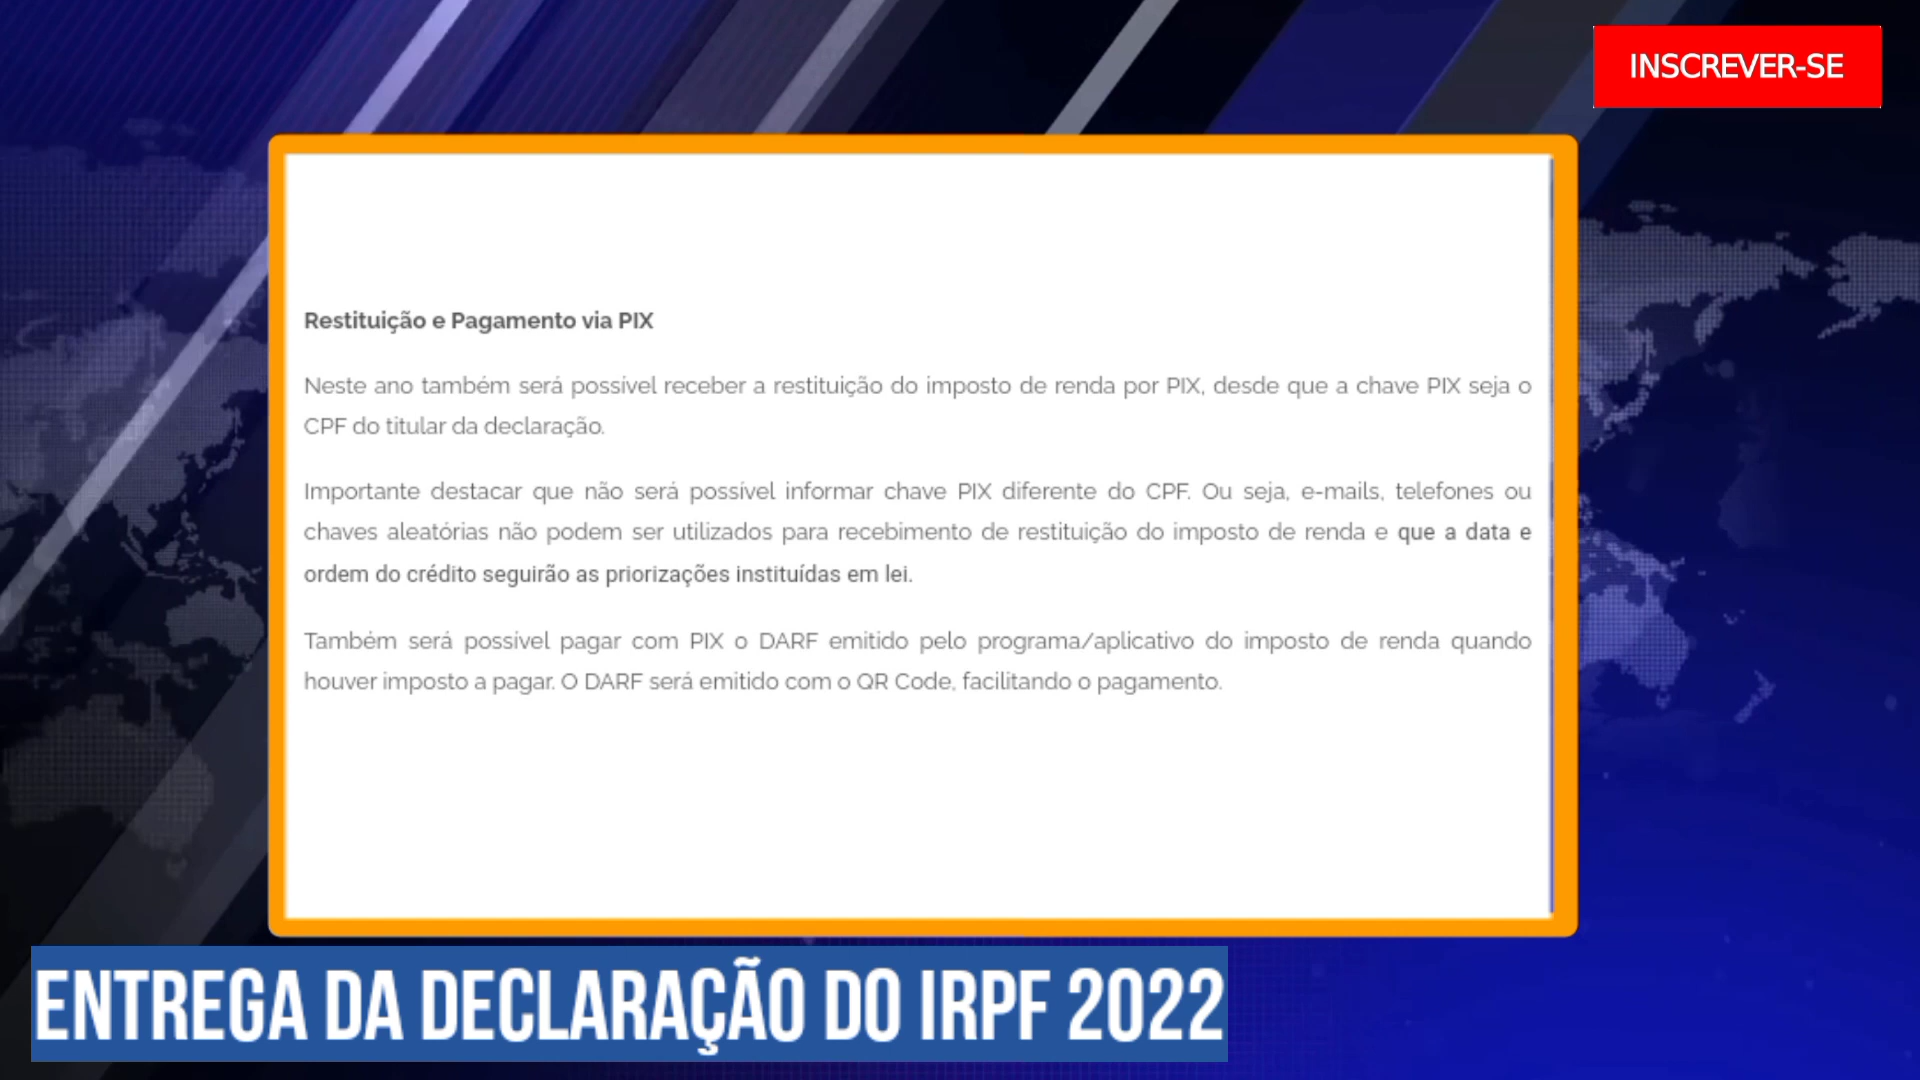 INSCREVER-SE
Restituição e Pagamento via PIX
Neste ano também será possível receber a restituição do imposto de renda por PIX, desde que a chave PIX seja o
CPF do titular da declaração.
Importante destacar que não será possível informar chave PIX diferente do CPF. Ou seja, e-mails, telefones ou
chaves aleatórias não podem ser utilizados para recebimento de restituição do imposto de renda e que a data e
ordem do crédito seguirão as priorizações instituídas em lei.
Também será possível pagar com PIX o DARF emitido pelo programa/aplicativo do imposto de renda quando
houver imposto a pagar. O DARF será emitido com o QR Code, facilitando o pagamento.
ENTREGA DA DECLARAÇÃO DO IRPF 2022